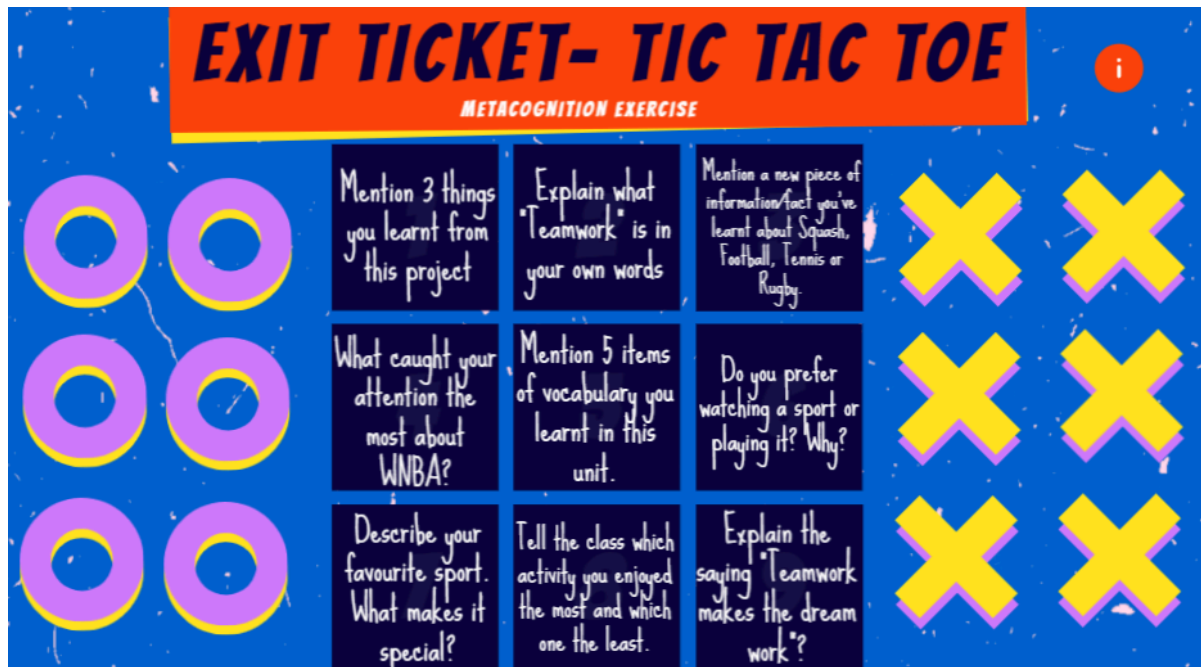 EXIT TICKET- TIC TAC TOE
METACOGNITION EXERCISE
i
Mention 3 things
you learnt from
this project
Explain what
"Teamwork" is in
your own words
Mention a new piece of
information/fact you've
learnt about Squash,
Football, Tennis or
Rugby.
What caught your
attention the
most about
WNBA?
Mention 5 items
of vocabulary you
learnt in this
unit.
Do you prefer
watching a sport or
playing it? Why?
Describe your
favourite sport.
What makes it
special?
Tell the class which
activity you enjoyed
the most and which
one the least.
Explain the
saying "Teamwork
makes the dream
work"?